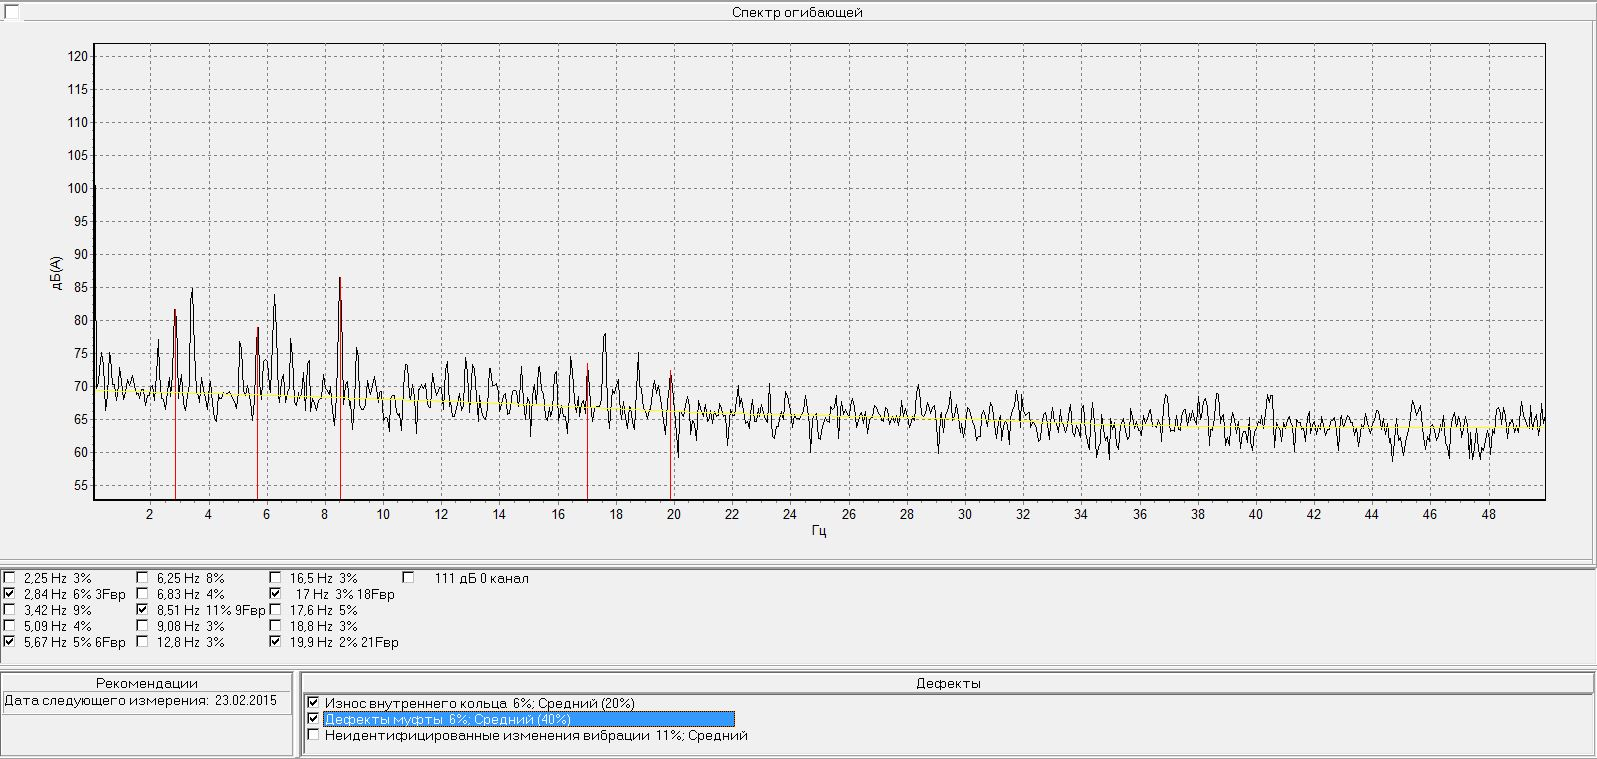 Спектр огибающей
120
115
110
105
100
95
90
85
80
75
70
65
60
55
дБ(А)
2 4 6 8 10 12 14 16 18 20 22 24 26 28 30 32 34 36 38 40 42 44 46 48
Гц
2,25 Hz 3% 6,25 Hz 8% 16,5 Hz 3% 111 дБ 0 канал
2,84 Hz 6% 3Fвр 6,83 Hz 4% 17 Hz 3% 18Fвр
3,42 Hz 9% 8,51 Hz 11% 9Fвр 17,6 Hz 5%
5,09 Hz 4% 9,08 Hz 3% 18,8 Hz 3%
5,67 Hz 5% 6Fвр 12,8 Hz 3% 19,9 Hz 2% 21Fвр
Рекомендации
Дата следующего измерения: 23.02.2015
Дефекты
Износ внутреннего кольца 6%; Средний (20%)
Дефекты муфты 6%; Средний (40%)
Неидентифицированные изменения вибрации 11%; Средний